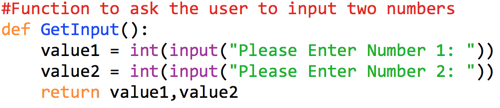 #Function to ask the user to input two numbers
def GetInput():
    value1 = int(input("Please Enter Number 1: "))
    value2 = int(input("Please Enter Number 2: "))
    return value1,value2